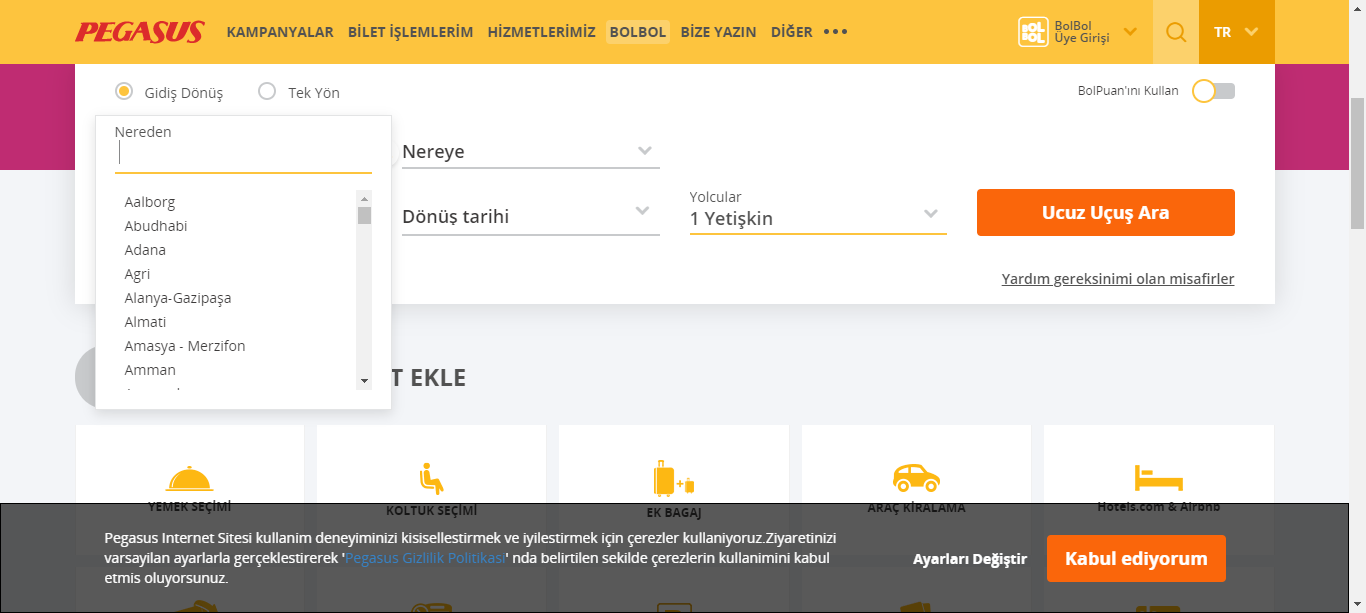 PEGASUS KAMPANYALAR BİLET İŞLEMLERİM HİZMETLERİMİZ BOLBOL BİZE YAZIN DİĞER •••
BOL BOL
BolBol
Üye Girişi
TR
Gidiş Dönüş
Tek Yön
BolPuan'ını Kullan
Nereden
Nereye
Aalborg
Abudhabi
Adana
Agri
Alanya-Gazipaşa
Almati
Amasya - Merzifon
Amman
Dönüş tarihi
Yolcular
1 Yetişkin
Ucuz Uçuş Ara
Yardım gereksinimi olan misafirler
T EKLE
YEMEK SEÇİMİ
KOLTUK SEÇİMİ
EK BAGAJ
ARAÇ KİRALAMA
Hotels.com & Airbnb
Pegasus Internet Sitesi kullanim deneyiminizi kisisellestirmek ve iyilestirmek için çerezler kullaniyoruz.Ziyaretinizi
varsayilan ayarlarla gerçeklestirerek 'Pegasus Gizlilik Politikasi' nda belirtilen sekilde çerezlerin kullanimini kabul
etmis oluyorsunuz.
Ayarları Değiştir
Kabul ediyorum